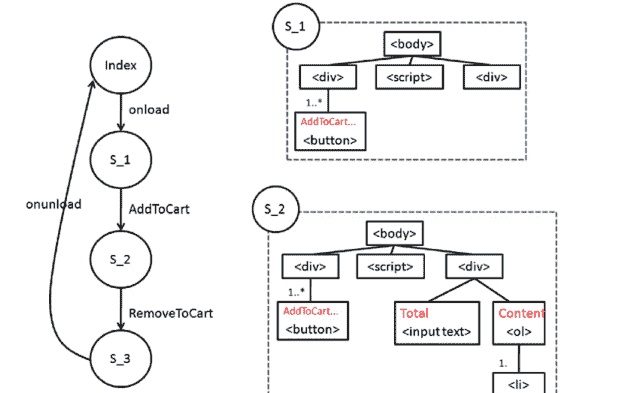 Index
onload
S_1
AddToCart
onunload
S_2
RemoveToCart
S_3
S_1
<body>
<div> <script> <div>
1..*
AddToCart...
<button>
S_2
<body>
<div> <script> <div>
1..*
AddToCart...
<button>
Total
<input text>
Content
<ol>
1.
<li>